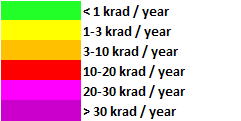 < 1 krad / year
1-3 krad / year
3-10 krad / year
10-20 krad / year
20-30 krad / year
> 30 krad / year